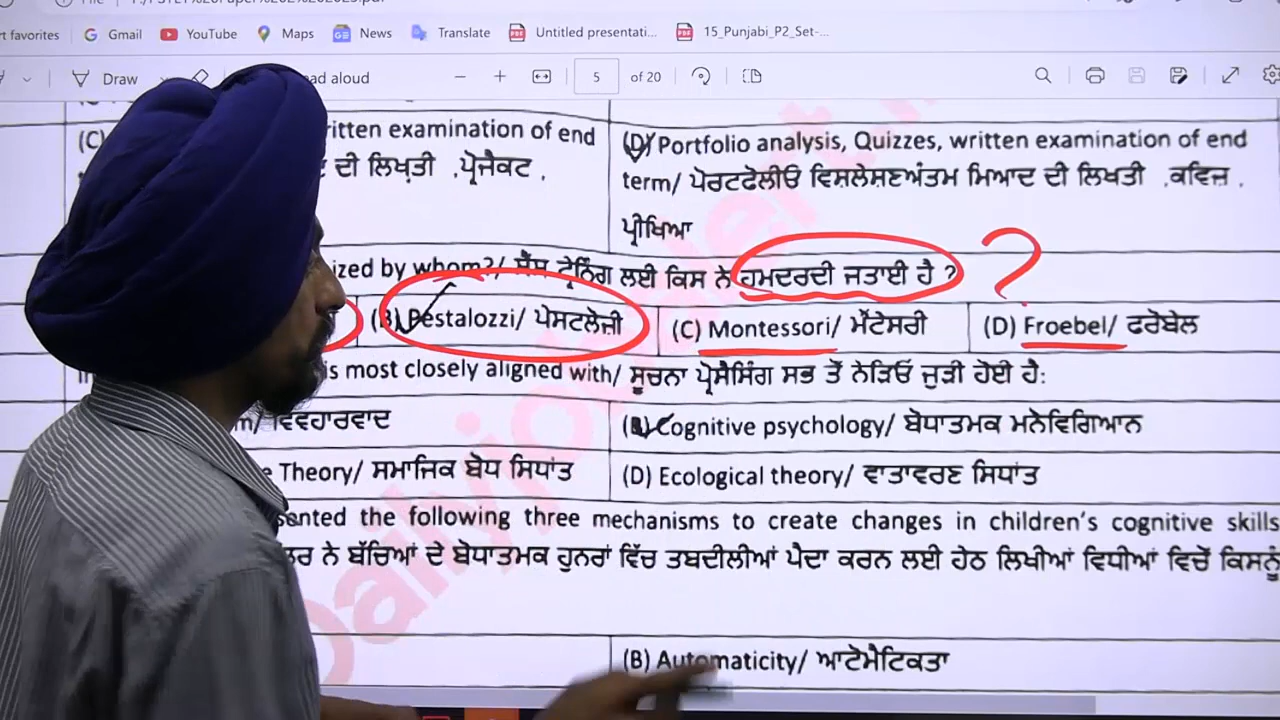 rt favorites Gmail YouTube Maps News Translate Untitled presentati... 15_Punjabi_P2_Set-...
Draw ad aloud 5 of 20
(C) ritten examination of end
ਦੀ ਲਿਖਤੀ .ਪ੍ਰੋਜੈਕਟ .
(D) Portfolio analysis, Quizzes, written examination of end
term/ ਪੋਰਟਫੋਲੀਓ ਵਿਸ਼ਲੇਸ਼ਣਅੰਤਮ ਮਿਆਦ ਦੀ ਲਿਖਤੀ .ਕਵਿਜ਼ .
ਪ੍ਰੀਖਿਆ
ized by whom?/ ਸੈਂਸ ਟ੍ਰੇਨਿੰਗ ਲਈ ਕਿਸ ਨੇ ਹਮਦਰਦੀ ਜਤਾਈ ਹੈ ? ?
(B) Pestalozzi/ ਪੇਸਟਲੋਜ਼ੀ (C) Montessori/ ਮੋਂਟੇਸਰੀ (D) Froebel/ ਫਰੋਬੇਲ
is most closely aligned with/ ਸੂਚਨਾ ਪ੍ਰੋਸੈਸਿੰਗ ਸਭ ਤੋਂ ਨੇੜਿਓਂ ਜੁੜੀ ਹੋਈ ਹੈ:
m/ ਵਿਵਹਾਰਵਾਦ (B) Cognitive psychology/ ਬੋਧਾਤਮਕ ਮਨੋਵਿਗਿਆਨ
e Theory/ ਸਮਾਜਿਕ ਬੋਧ ਸਿਧਾਂਤ (D) Ecological theory/ ਵਾਤਾਵਰਣ ਸਿਧਾਂਤ
sented the following three mechanisms to create changes in children's cognitive skills
ਲਰ ਨੇ ਬੱਚਿਆਂ ਦੇ ਬੋਧਾਤਮਕ ਹੁਨਰਾਂ ਵਿੱਚ ਤਬਦੀਲੀਆਂ ਪੈਦਾ ਕਰਨ ਲਈ ਹੇਠ ਲਿਖੀਆਂ ਵਿਧੀਆਂ ਵਿਚੋਂ ਕਿਸਨੂੰ
(B) Automaticity/ ਆਟੋਮੈਟਿਕਤਾ